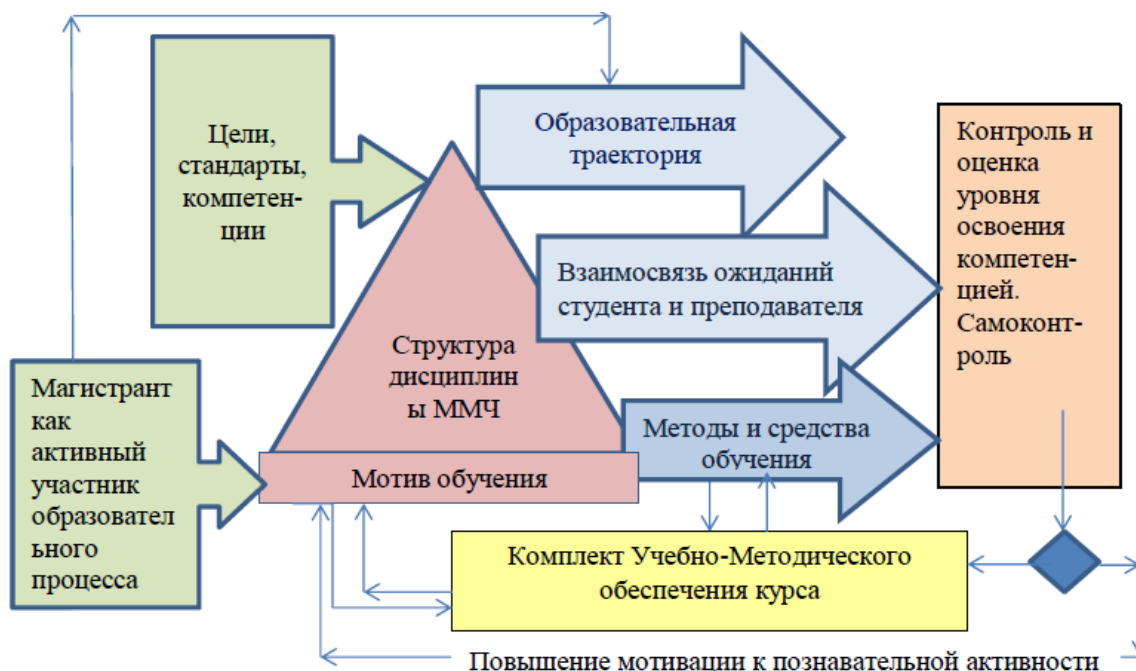 Цели,
стандарты,
компетен-
ции
Образовательная
траектория
Контроль и
оценка
уровня
освоения
компетен-
цией.
Самоконт-
роль
Взаимосвязь ожиданий
студента и преподавателя
Структура
дисциплин
ы ММЧ
Магистрант
как
активный
участник
образовател
ьного
процесса
Методы и средства
обучения
Мотив обучения
Комплект Учебно-Методического
обеспечения курса
Повышение мотивации к познавательной активности